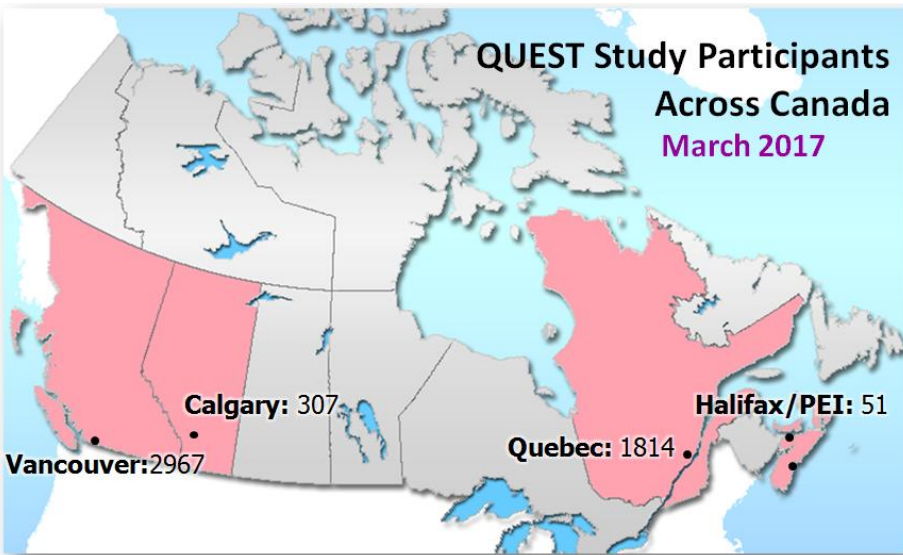 QUEST Study Participants
Across Canada
March 2017
Calgary: 307
Halifax/PEI: 51
Quebec: 1814
Vancouver:2967